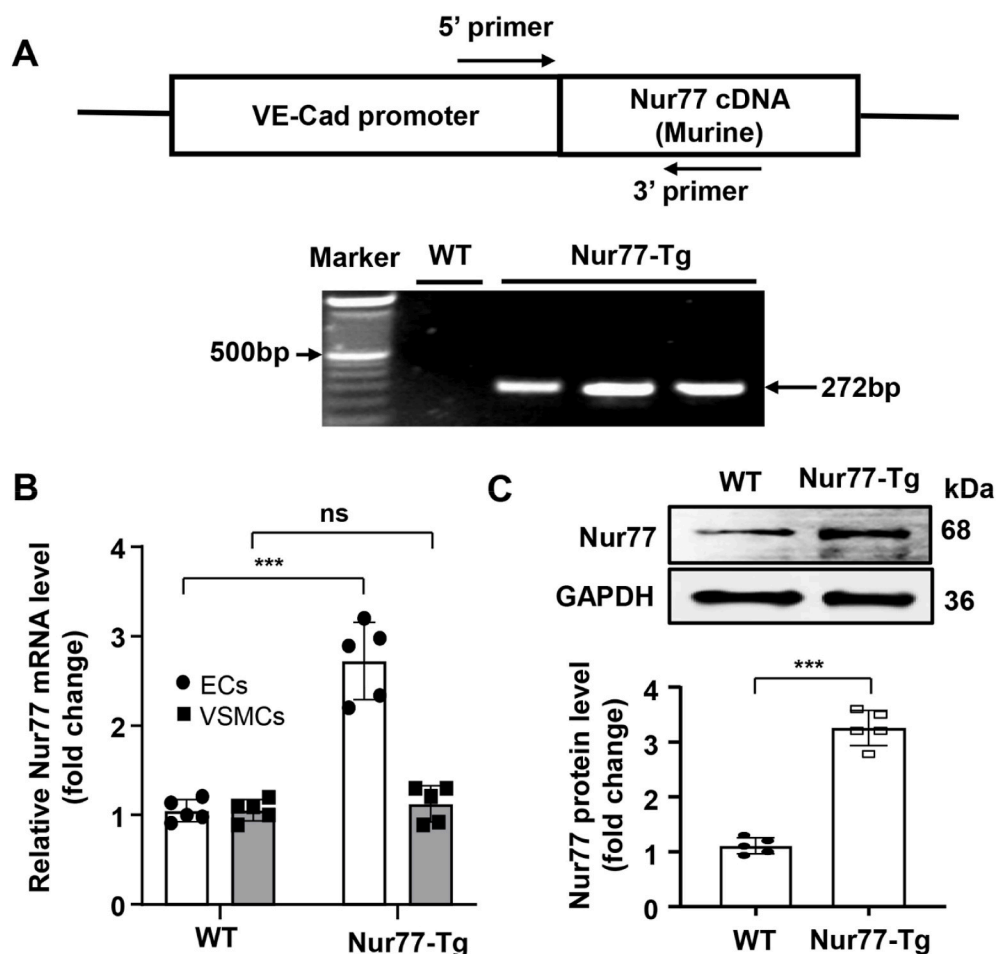 A
5’ primer
VE-Cad promoter
Nur77 cDNA
(Murine)
3’ primer
Marker
WT
Nur77-Tg
500bp
272bp
B
Relative Nur77 mRNA level
(fold change)
4
3
2
1
0
ns
***
ECs
VSMCs
WT
Nur77-Tg
C
WT
Nur77-Tg
kDa
Nur77
68
GAPDH
36
Nur77 protein level
(fold change)
4
3
2
1
0
***
WT
Nur77-Tg